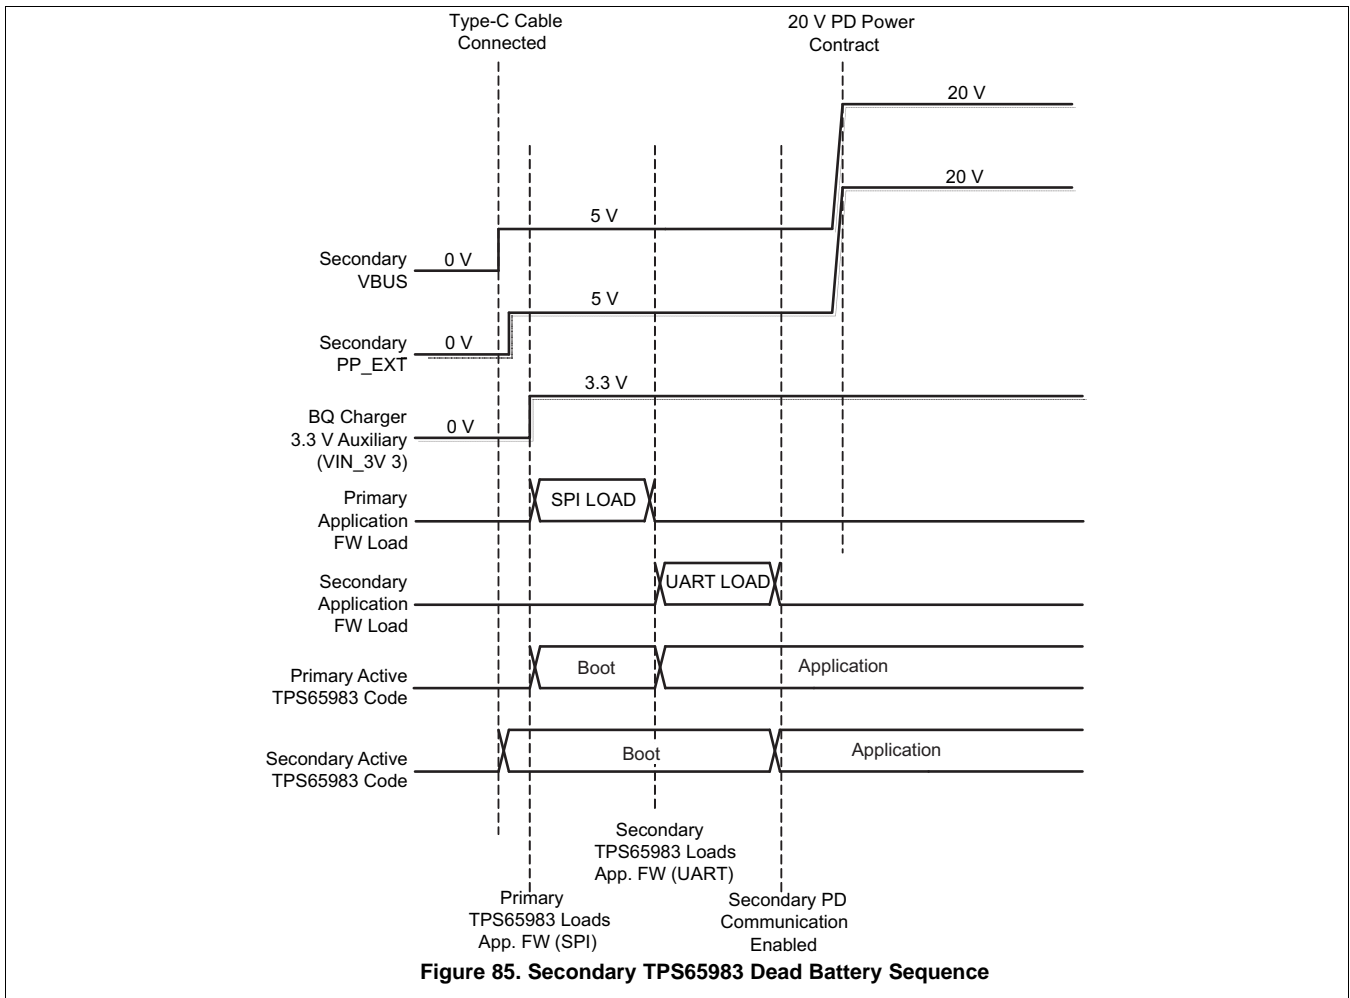 Type-C Cable
Connected
20 V PD Power
Contract
20 V
20 V
5 V
Secondary
VBUS
0 V
5 V
Secondary
PP_EXT
0 V
3.3 V
BQ Charger
3.3 V Auxiliary
(VIN_3V 3)
0 V
Primary
Application
FW Load
SPI LOAD
Secondary
Application
FW Load
UART LOAD
Primary Active
TPS65983 Code
Boot
Application
Secondary Active
TPS65983 Code
Boot
Application
Secondary
TPS65983 Loads
App. FW (UART)
Primary
TPS65983 Loads
App. FW (SPI)
Secondary PD
Communication
Enabled
Figure 85. Secondary TPS65983 Dead Battery Sequence